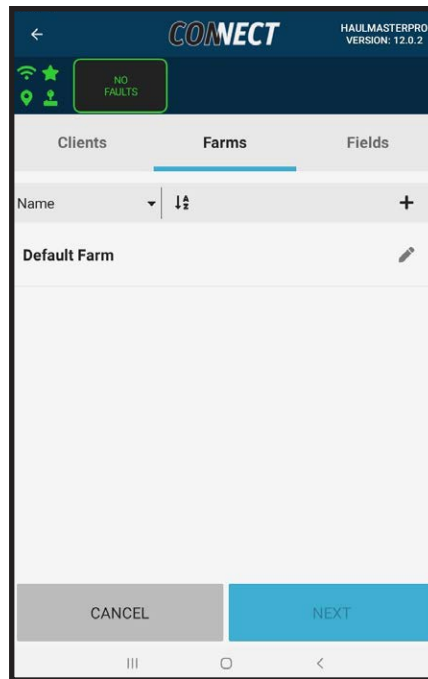 CONNECT
HAULMASTERPRO
VERSION: 12.0.2
NO
FAULTS
Clients
Farms
Fields
Name
Default Farm
CANCEL
NEXT